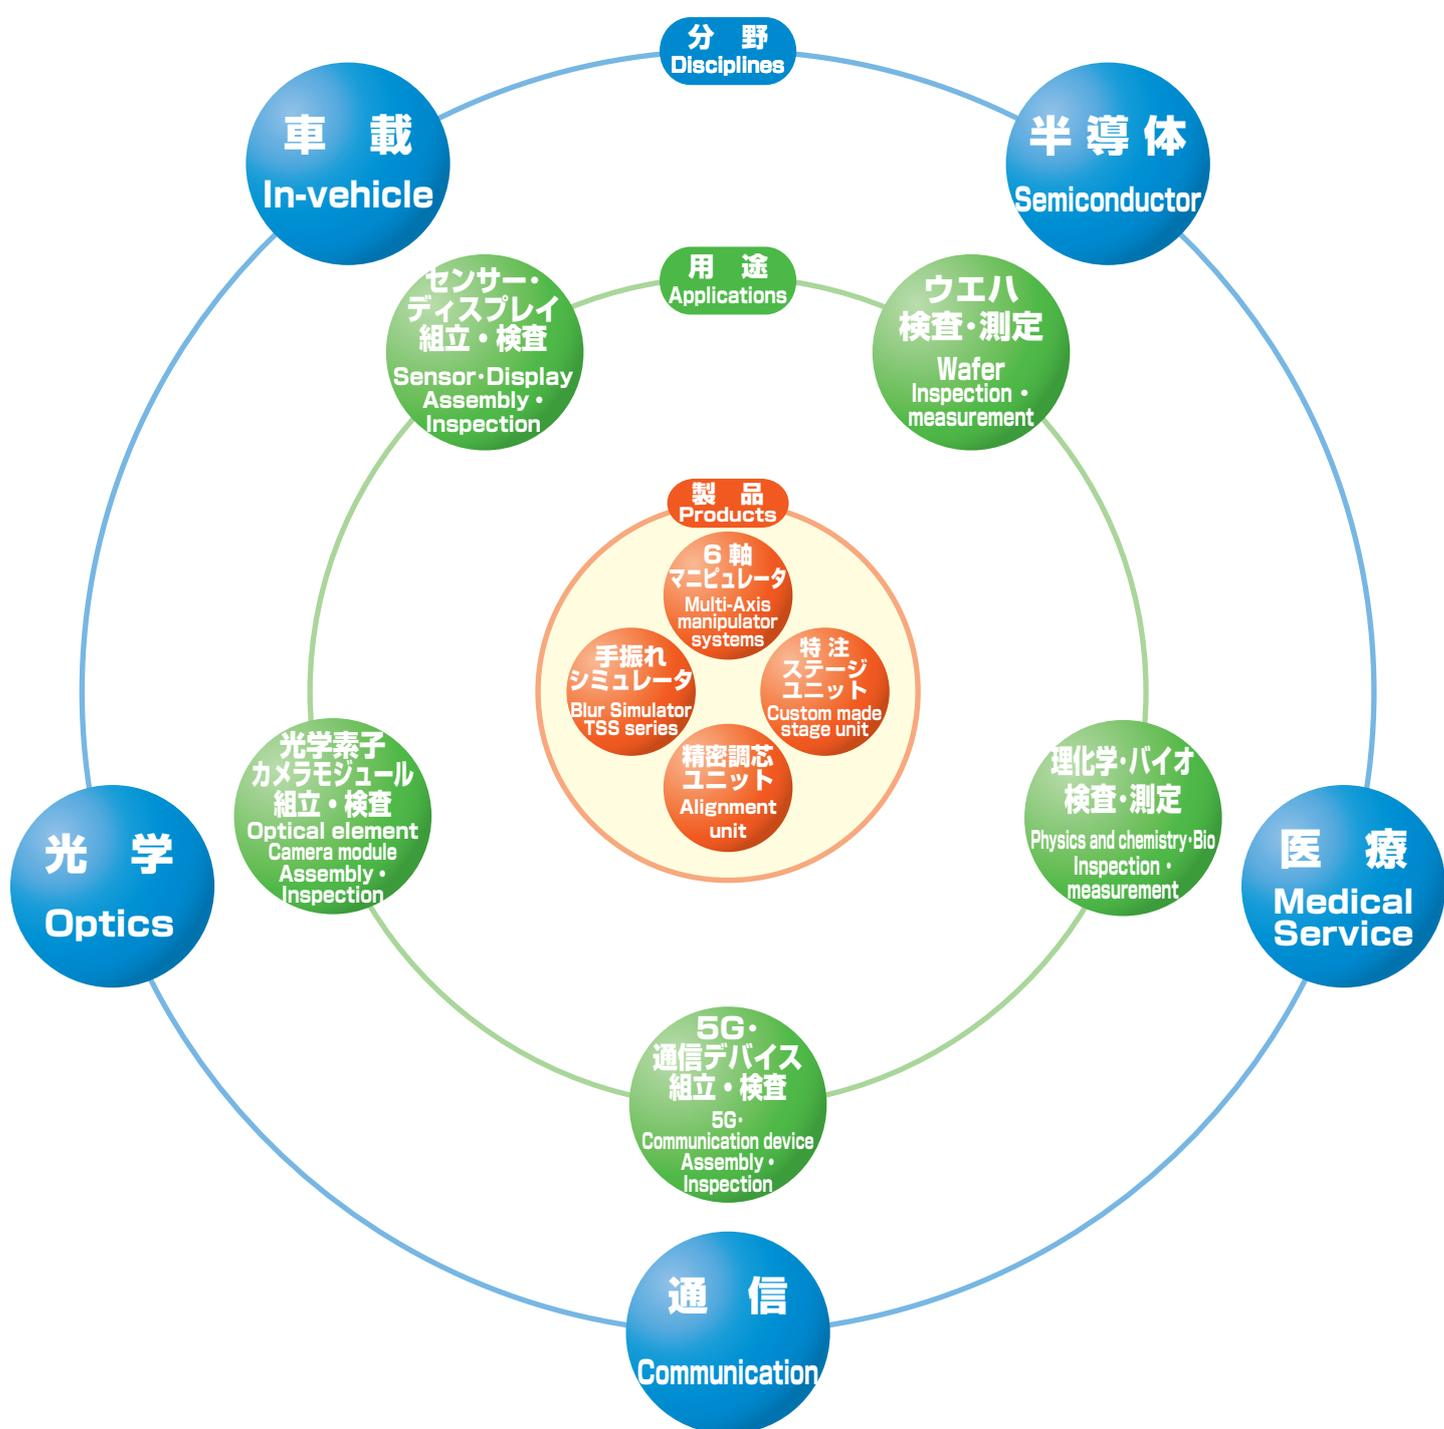 分 野
Disciplines
車 載
In-vehicle
半導体
Semiconductor
用 途
Applications
センサー・
ディスプレイ
組立・検査
Sensor・Display
Assembly・
Inspection
ウエハ
検査・測定
Wafer
Inspection・
measurement
製 品
Products
6 軸
マニピュレータ
Multi-Axis
manipulator
systems
手振れ
シミュレータ
Blur Simulator
TSS series
特 注
ステージ
ユニット
Custom made
stage unit
精密調芯
ユニット
Alignment
unit
光学素子
カメラモジュール
組立・検査
Optical element
Camera module
Assembly・
Inspection
理化学・バイオ
検査・測定
Physics and chemistry・Bio
Inspection・
measurement
光 学
Optics
医 療
Medical
Service
5G・
通信デバイス
組立・検査
5G・
Communication device
Assembly・
Inspection
通 信
Communication